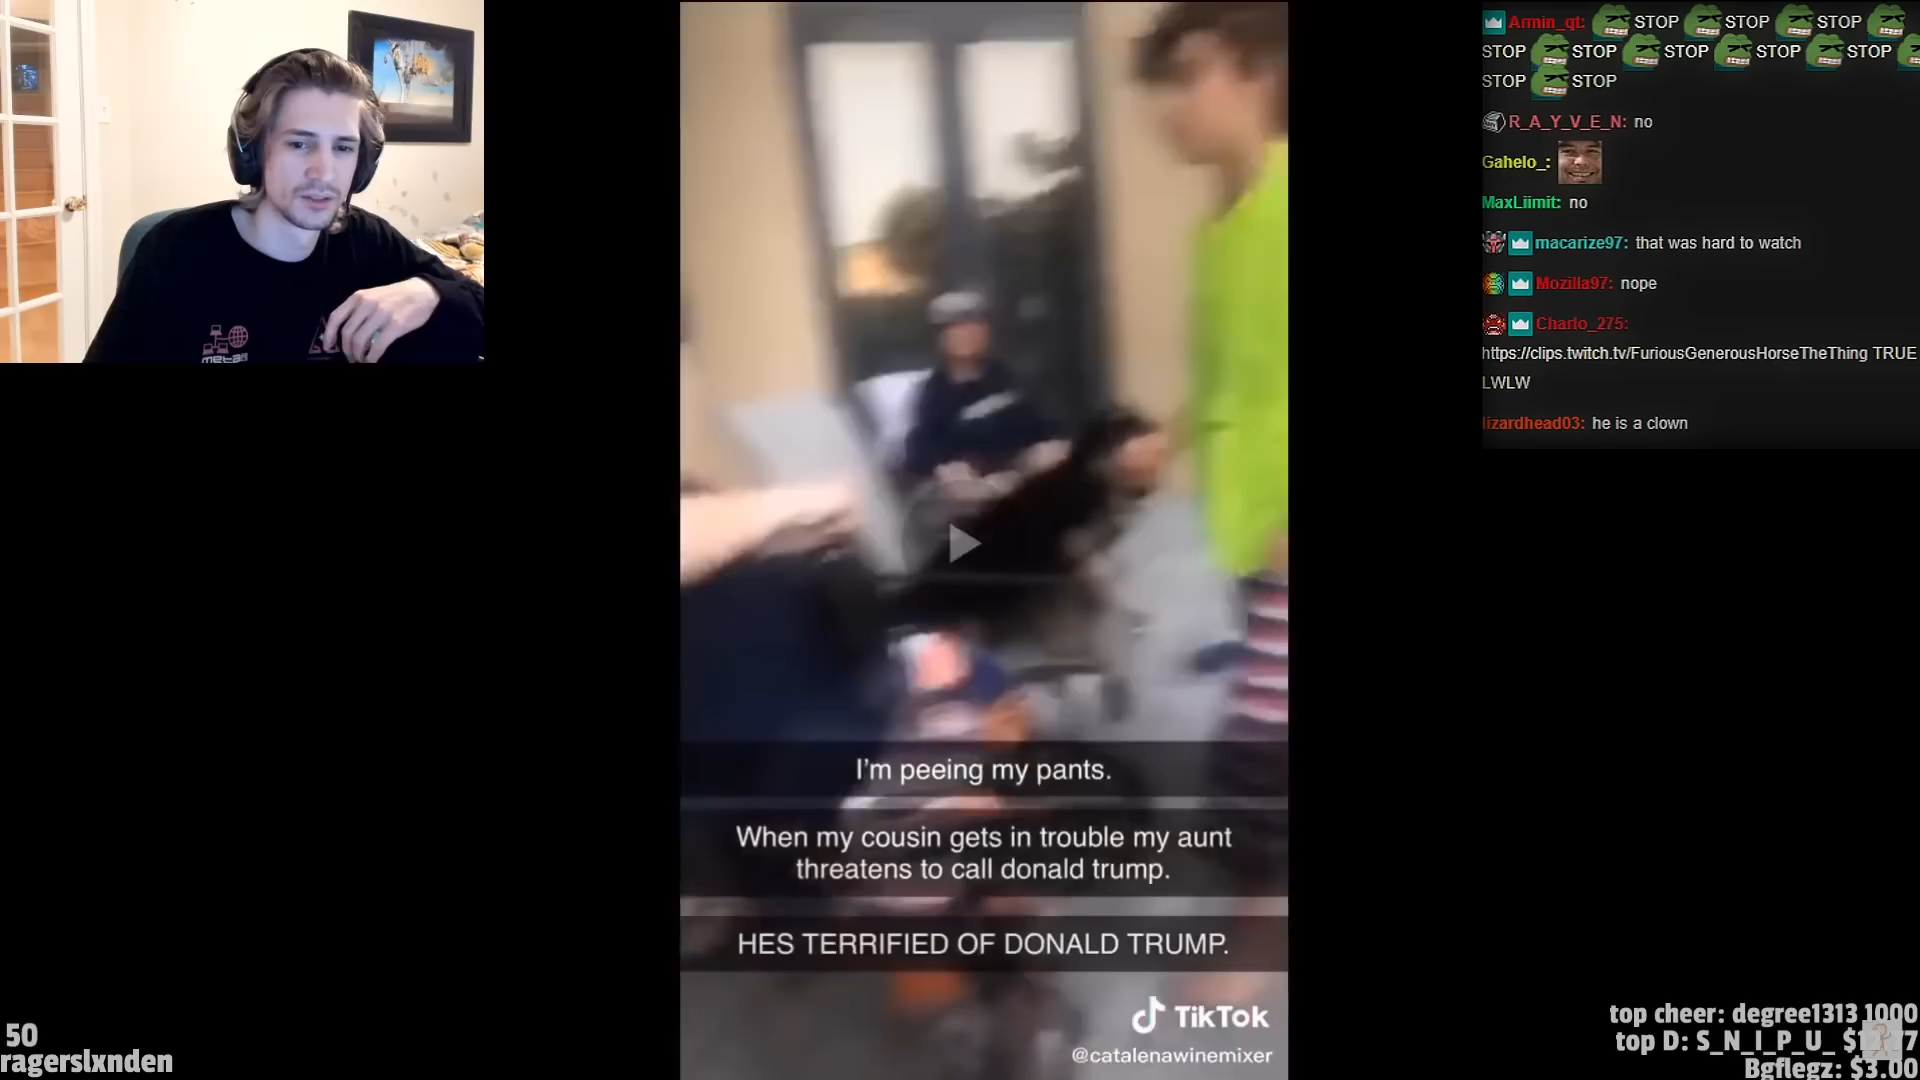 Armin_qt: STOP STOP STOP
STOP STOP STOP STOP STOP
STOP STOP
R_A_Y_V_E_N: no
Gahelo_:
MaxLiimit: no
macarize97: that was hard to watch
Mozilla97: nope
Charlo_275:
https://clips.twitch.tv/FuriousGenerousHorseTheThing TRUE
LWLW
lizardhead03: he is a clown
meta
I'm peeing my pants.
When my cousin gets in trouble my aunt
threatens to call donald trump.
HES TERRIFIED OF DONALD TRUMP.
TikTok
@catalenawinemixer
50
ragerslxnden
top cheer: degree1313 1000
top D: S_N_I_P_U_
Bgflegz: $3.00